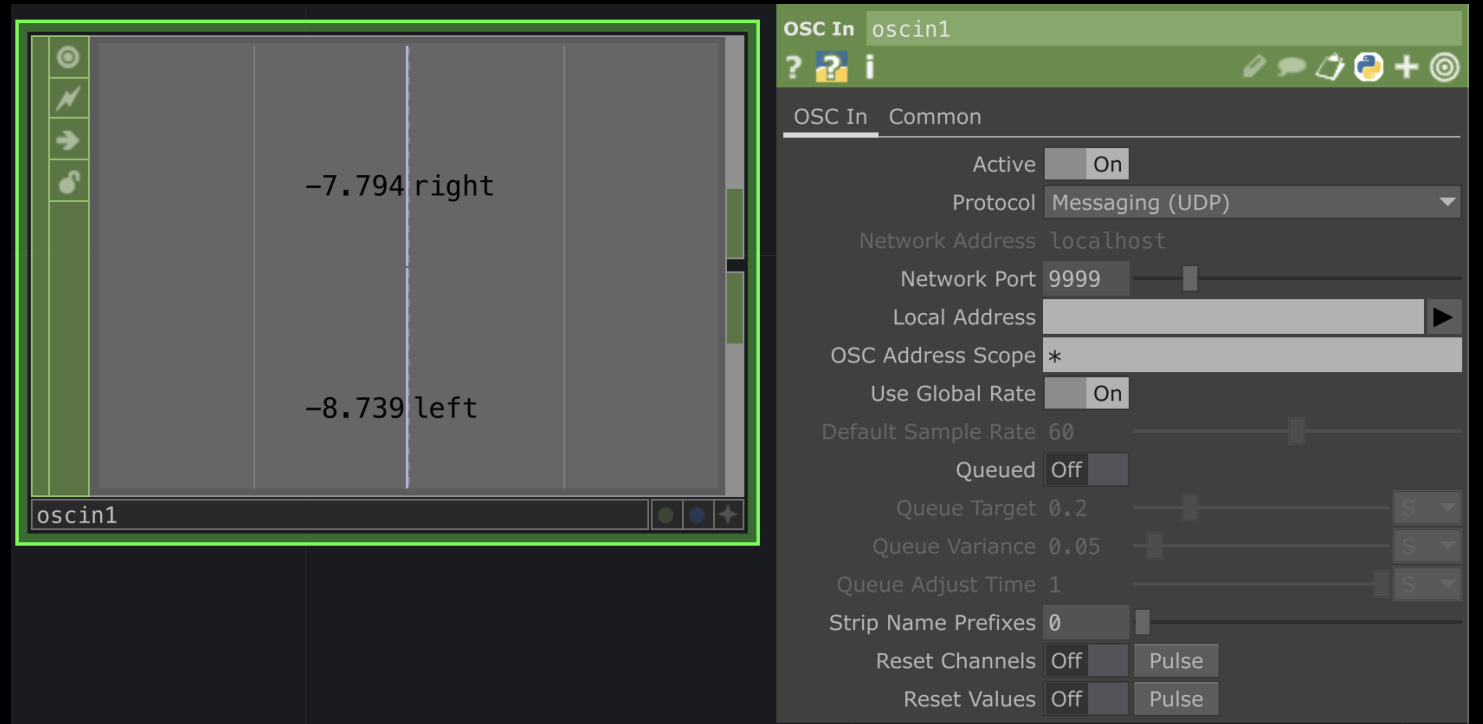 -7.794 right
-8.739 left
oscin1
OSC In oscin1
? ? i
OSC In Common
Active On
Protocol Messaging (UDP)
Network Address localhost
Network Port 9999
Local Address
OSC Address Scope *
Use Global Rate On
Default Sample Rate 60
Queued Off
Queue Target 0.2 S
Queue Variance 0.05 S
Queue Adjust Time 1 S
Strip Name Prefixes 0
Reset Channels Off Pulse
Reset Values Off Pulse